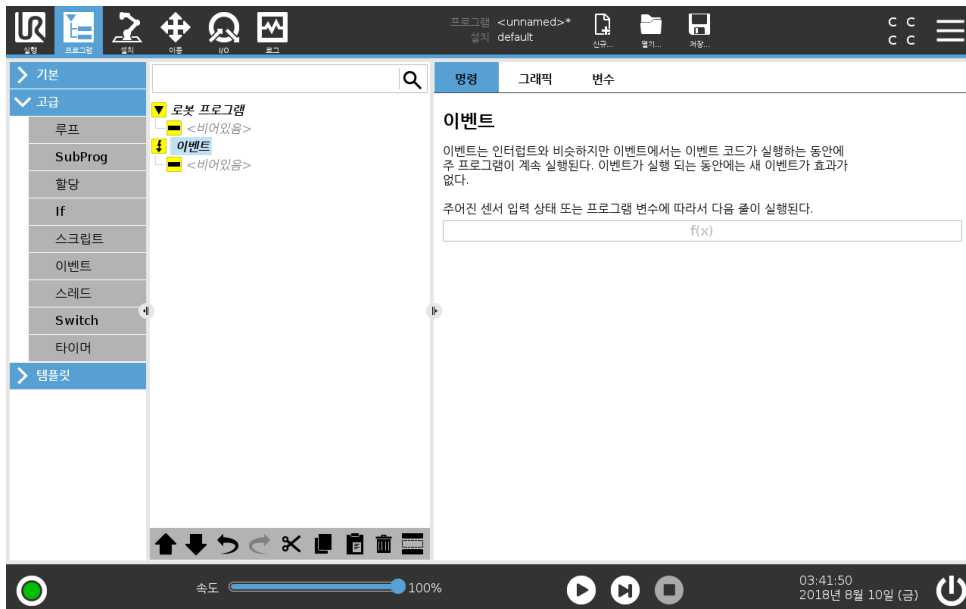 UR
실행
프로그램
설치
이동
I/O
로그
프로그램 <unnamed>*
설치 default
신규...
열기...
저장...
C C
C C
기본
고급
루프
SubProg
할당
If
스크립트
이벤트
스레드
Switch
타이머
템플릿
로봇 프로그램
<비어있음>
이벤트
<비어있음>
명령 그래픽 변수
이벤트
이벤트는 인터럽트와 비슷하지만 이벤트에서는 이벤트 코드가 실행하는 동안에
주 프로그램이 계속 실행된다. 이벤트가 실행 되는 동안에는 새 이벤트가 효과가
없다.
주어진 센서 입력 상태 또는 프로그램 변수에 따라서 다음 줄이 실행된다.
f(x)
속도 100%
03:41:50
2018년 8월 10일 (금)